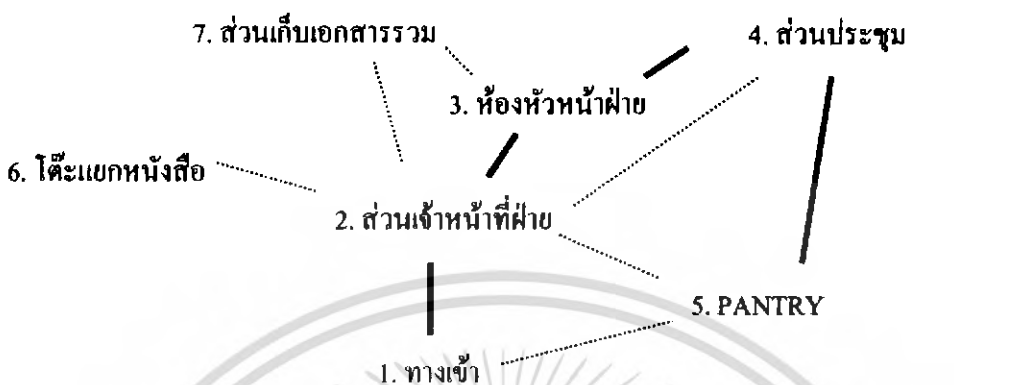 7. ส่วนเก็บเอกสารรวม
4. ส่วนประชุม
3. ห้องหัวหน้าฝ่าย
6. โต๊ะแยกหนังสือ
2. ส่วนเจ้าหน้าที่ฝ่าย
5. PANTRY
1. ทางเข้า